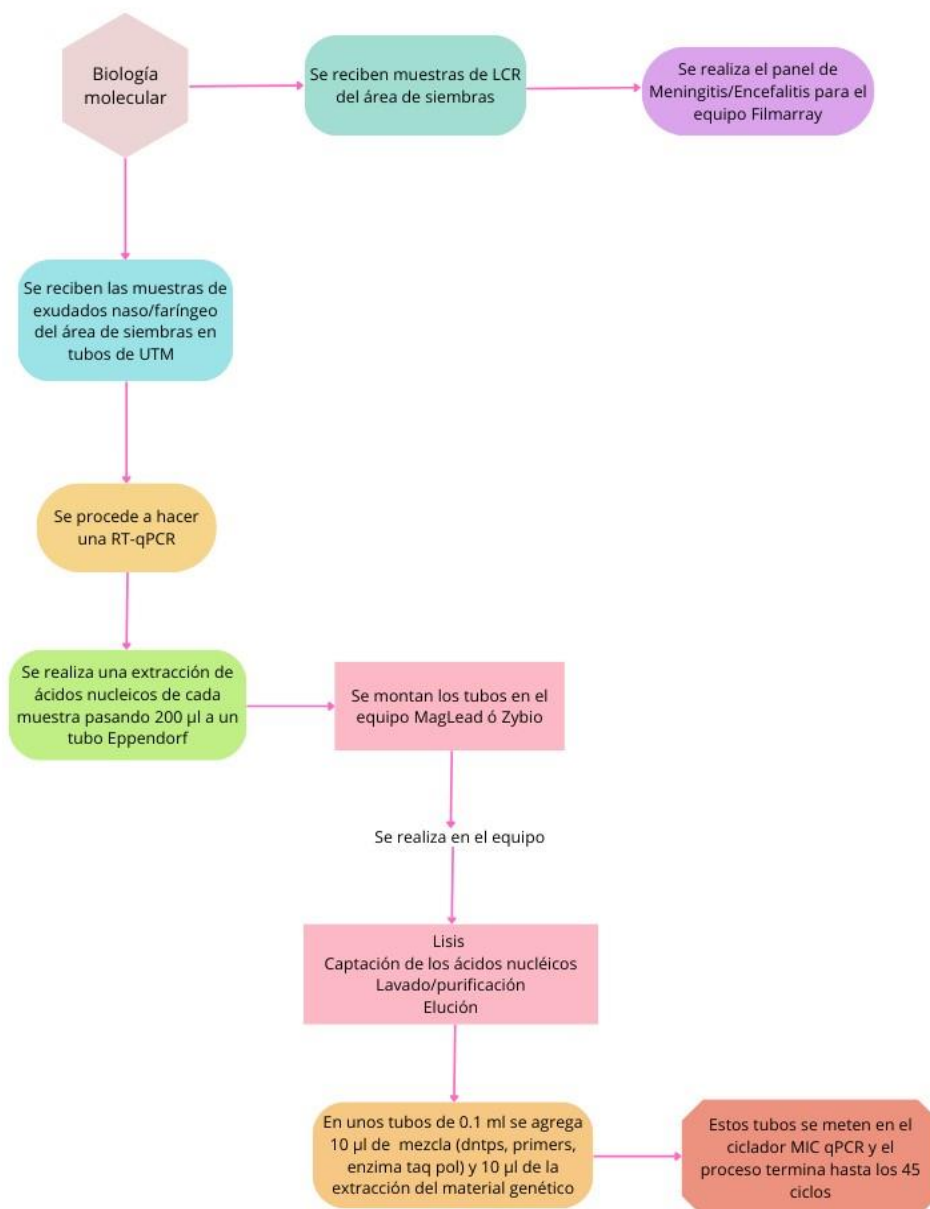 Biología
molecular
Se reciben muestras de LCR
del área de siembras
Se realiza el panel de
Meningitis/Encefalitis para el
equipo Filmarray
Se reciben las muestras de
exudados naso/faríngeo
del área de siembras en
tubos de UTM
Se procede a hacer
una RT-qPCR
Se realiza una extracción de
ácidos nucleicos de cada
muestra pasando 200 µl a un
tubo Eppendorf
Se montan los tubos en el
equipo MagLead ó Zybio
Se realiza en el equipo
Lisis
Captación de los ácidos nucléicos
Lavado/purificación
Elución
En unos tubos de 0.1 ml se agrega
10 µl de mezcla (dntps, primers,
enzima taq pol) y 10 µl de la
extracción del material genético
Estos tubos se meten en el
ciclador MIC qPCR y el
proceso termina hasta los 45
ciclos